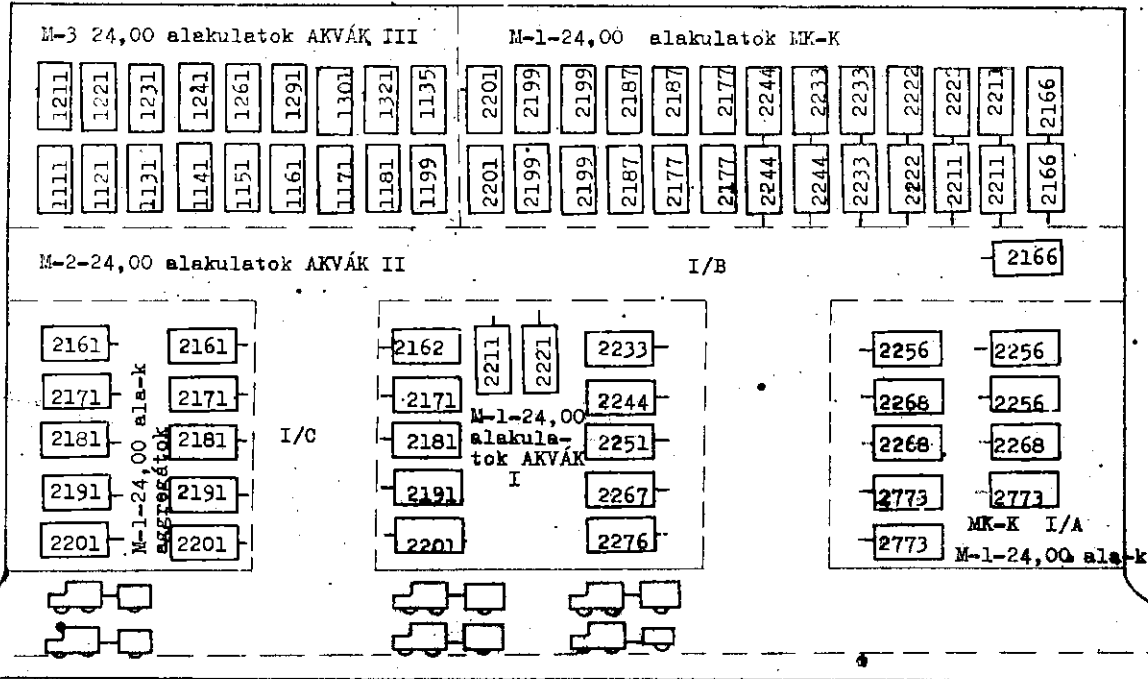 M-3 24,00 alakulatok AKVÁK III
M-1-24,00 alakulatok MK-K
1211 1221 1231 1241 1261 1291 1301 1321 1135
2201 2199 2199 2187 2187 2177 2244 2233 2233 2222 2222 2211 2166
1111 1121 1131 1141 1151 1161 1171 1181 1199
2201 2199 2199 2187 2177 2177 2244 2244 2233 2222 2211 2211 2166
M-2-24,00 alakulatok AKVÁK II
I/B
2166
2161 2161
2171 2171
2181 2181
2191 2191
2201 2201
M-1-24,00 ala-k
aggregátok
I/C
2162 2211 2221 2233
2171 2244
2181 2251
2191 2267
2201 2276
M-1-24,00
alakula-
tok AKVÁK
I
2256 2256
2268 2256
2268 2268
2773 2773
2773
MK-K I/A
M-1-24,00 ala-k